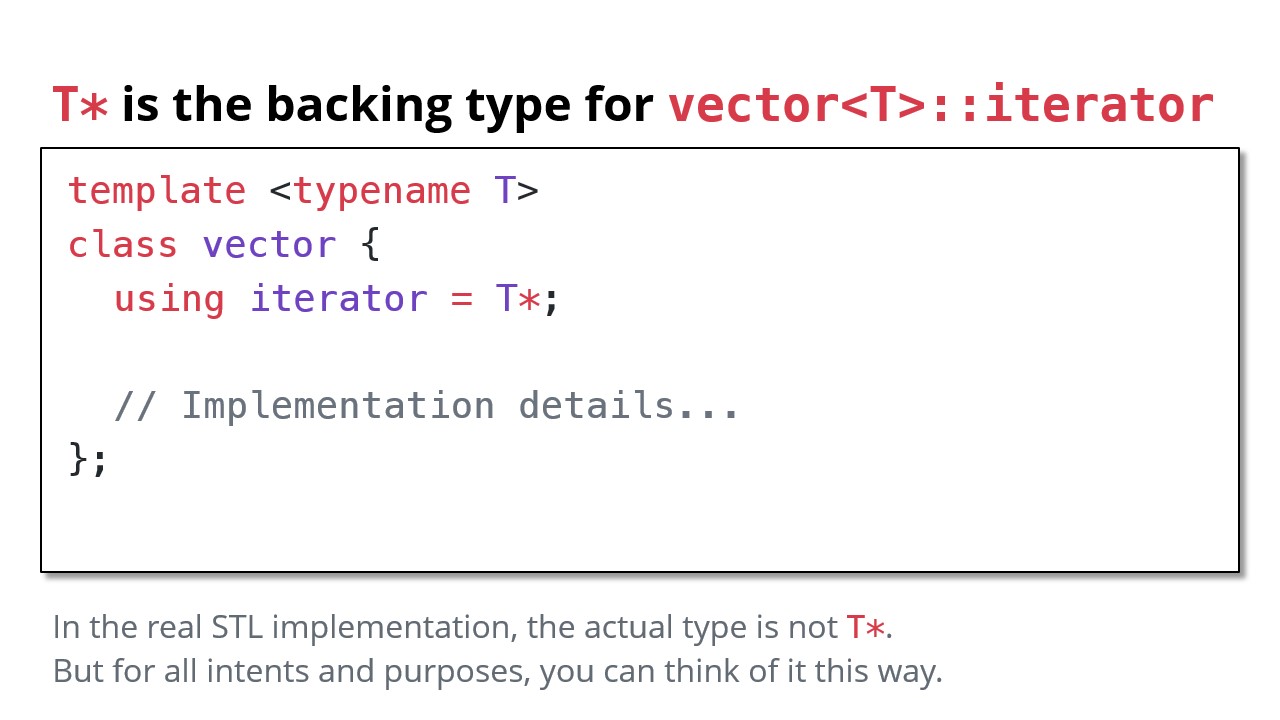 T* is the backing type for vector<T>::iterator
template <typename T>
class vector {
  using iterator = T*;
  // Implementation details...
};
In the real STL implementation, the actual type is not T*.
But for all intents and purposes, you can think of it this way.